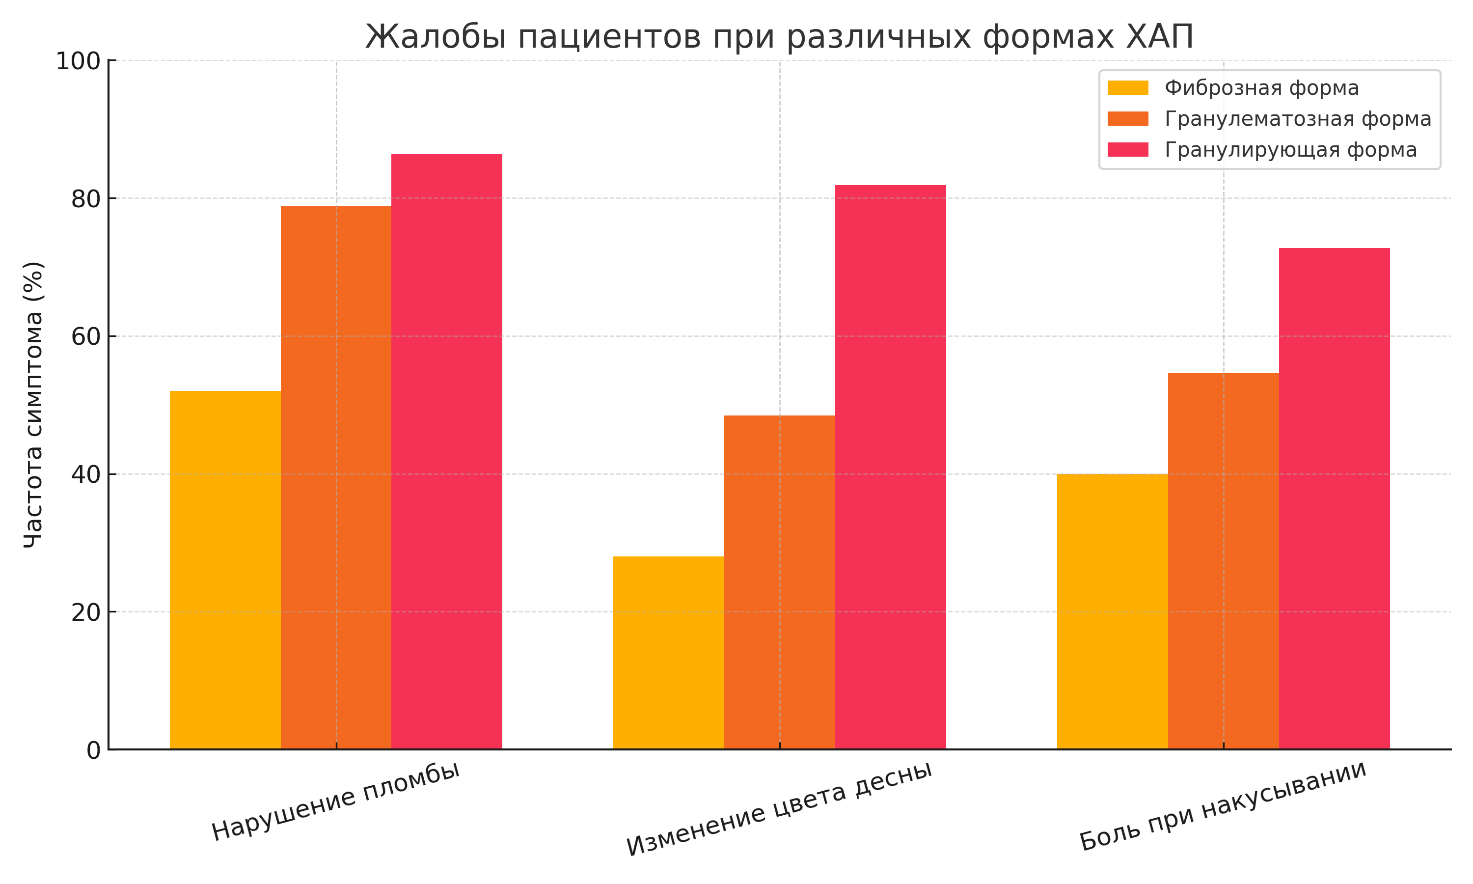 Жалобы пациентов при различных формах ХАП
Фиброзная форма
Гранулематозная форма
Гранулирующая форма
Частота симптома (%)
100
80
60
40
20
0
Нарушение пломбы
Изменение цвета десны
Боль при накусывании